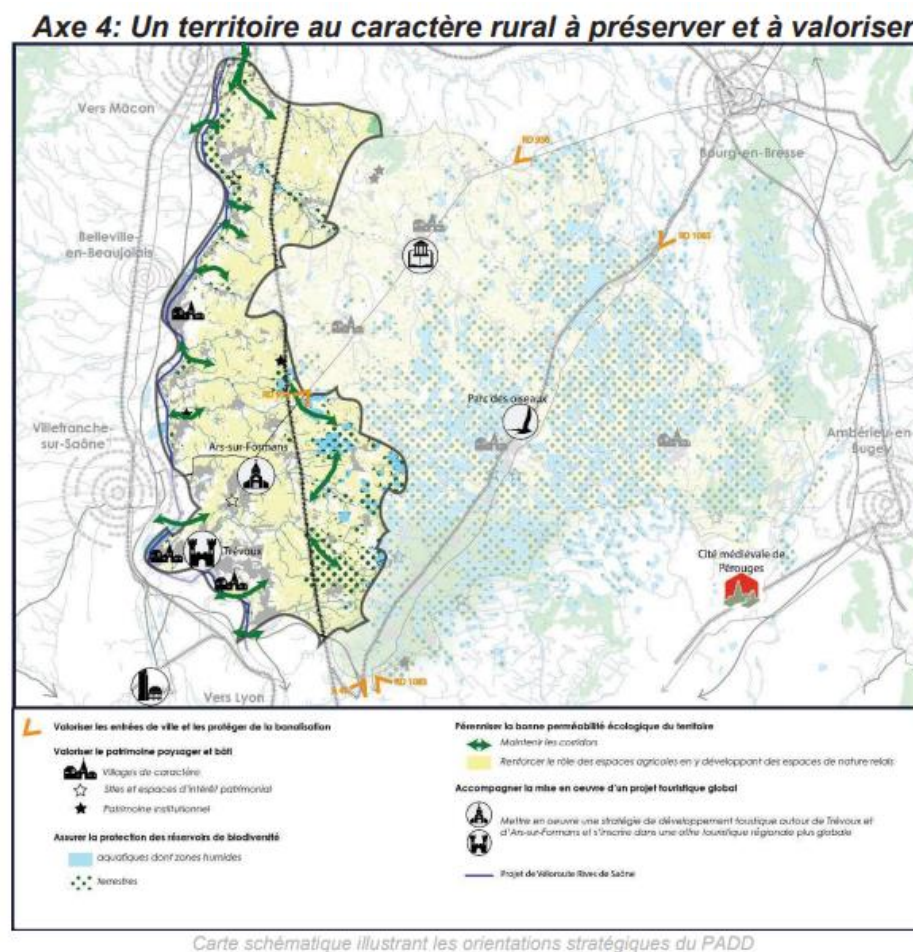 Axe 4: Un territoire au caractère rural à préserver et à valoriser
Vers Mâcon
RD 936
Bourg-en-Bresse
Belleville-
en-Beaujolais
RD 1083
Parc des oiseaux
Villefranche-
sur-Saône
Ars-sur-Formans
Ambérieu-en-
Bugey
Trévoux
Cité médiévale de
Pérouges
RD 1083
Vers Lyon
Valoriser les entrées de ville et les protéger de la banalisation
Valoriser le patrimoine paysager et bâti
Villages de caractère
Sites et espaces d'intérêt patrimonial
Patrimoine institutionnel
Assurer la protection des réservoirs de biodiversité
aquatiques dont zones humides
terrestres
Pérenniser la bonne perméabilité écologique du territoire
Maintenir les corridors
Renforcer le rôle des espaces agricoles en y développant des espaces de nature relais
Accompagner la mise en oeuvre d'un projet touristique global
Mettre en oeuvre une stratégie de développement touristique autour de Trévoux et
d'Ars-sur-Formans et s'inscrire dans une offre touristique régionale plus globale
Projet de Véloroute Rives de Saône
Carte schématique illustrant les orientations stratégiques du PADD